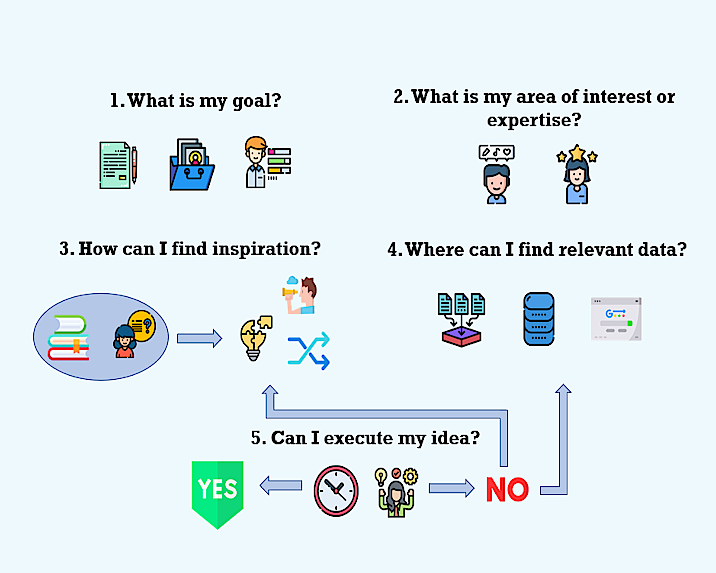 1. What is my goal?
2. What is my area of interest or
expertise?
3. How can I find inspiration?
4. Where can I find relevant data?
5. Can I execute my idea?
YES
NO